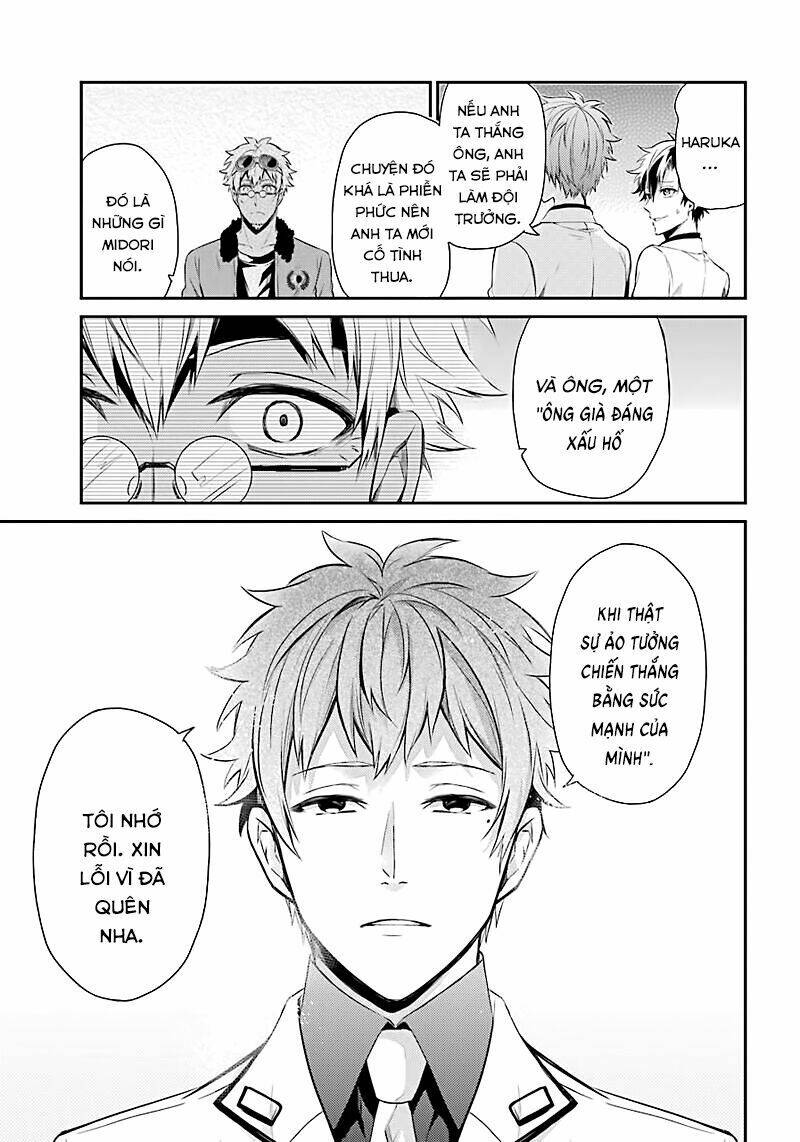 HARUKA
...
NẾU ANH
TA THẮNG
ÔNG, ANH
TA SẼ PHẢI
LÀM ĐỘI
TRƯỞNG.
CHUYỆN ĐÓ
KHÁ LÀ PHIỀN
PHỨC NÊN
ANH TA MỚI
CỐ TÌNH
THUA.
ĐÓ LÀ
NHỮNG GÌ
MIDORI
NÓI.
VÀ ÔNG, MỘT
"ÔNG GIÀ ĐÁNG
XẤU HỔ
KHI THẬT
SỰ ẢO TƯỞNG
CHIẾN THẮNG
BẰNG SỨC
MẠNH CỦA
MÌNH".
TÔI NHỚ
RỒI. XIN
LỖI VÌ ĐÃ
QUÊN
NHA.